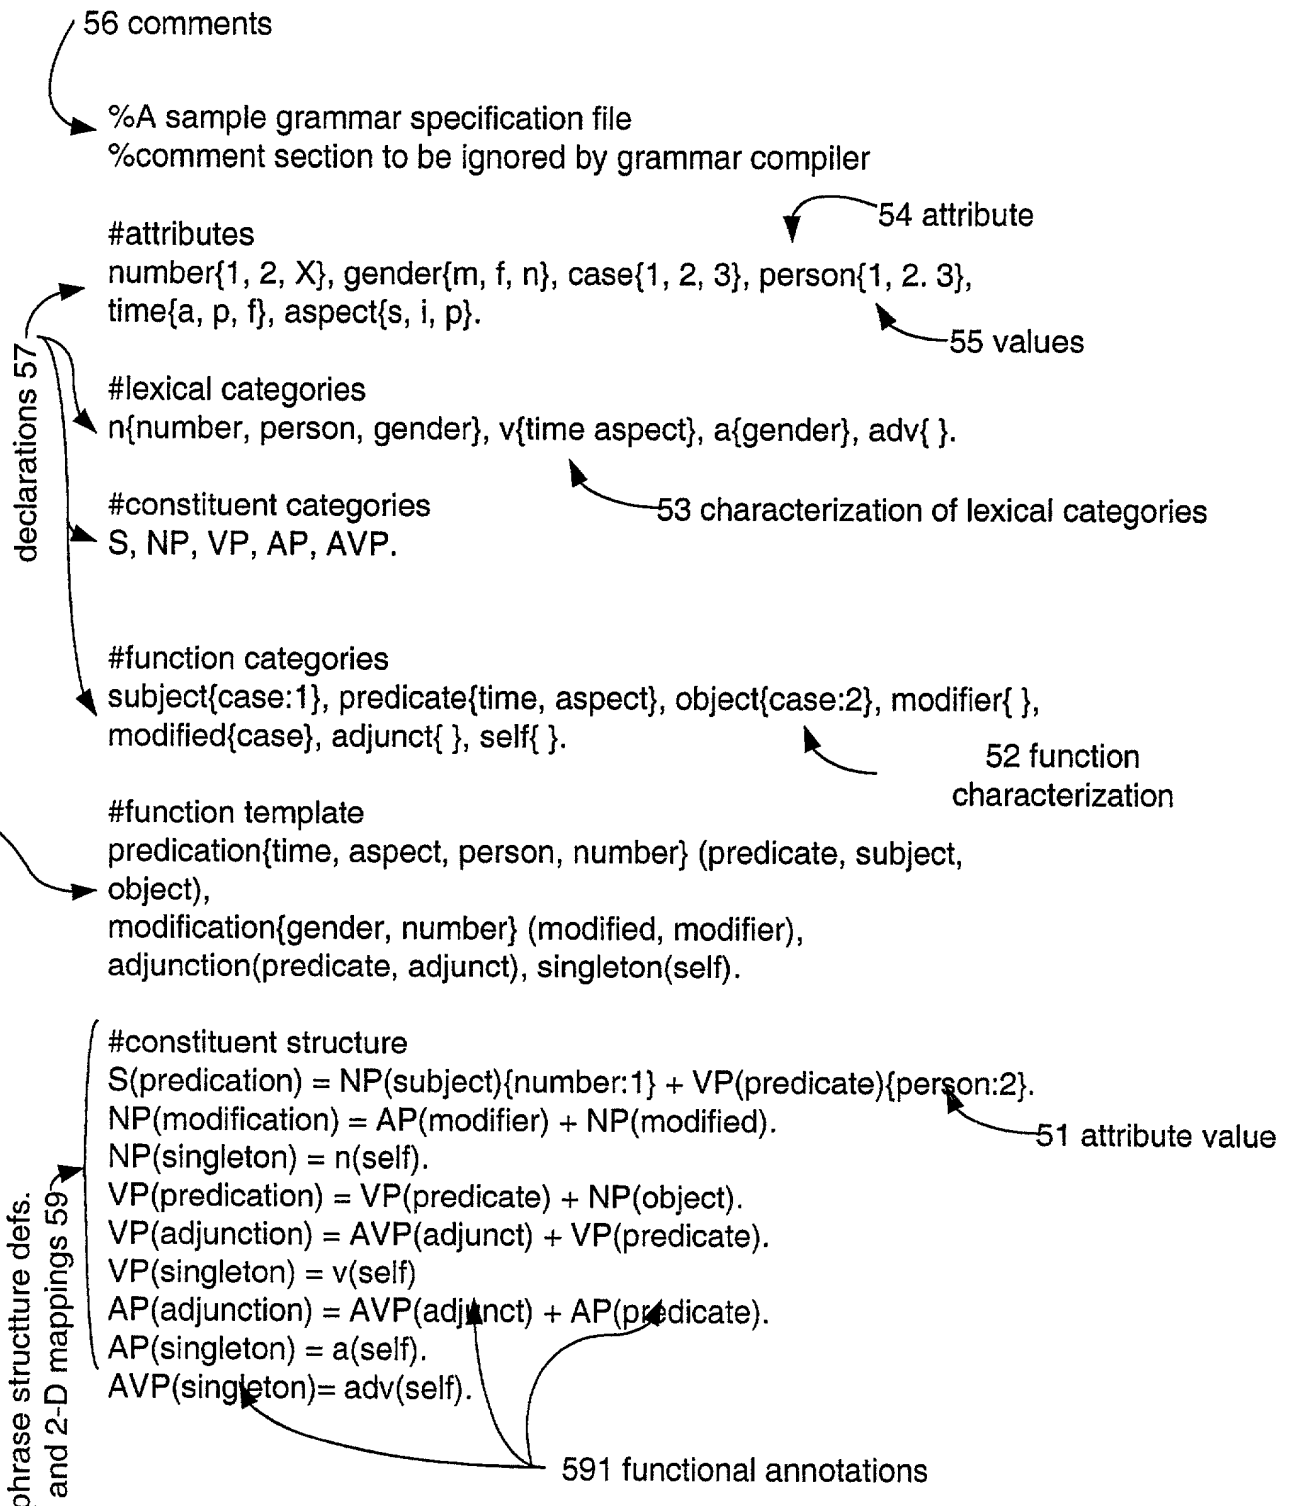 56 comments
%A sample grammar specification file
%comment section to be ignored by grammar compiler
54 attribute
#attributes
number{1, 2, X}, gender{m, f, n}, case{1, 2, 3}, person{1, 2. 3},
time{a, p, f}, aspect{s, i, p}.
55 values
declarations 57
#lexical categories
n{number, person, gender}, v{time aspect}, a{gender}, adv{ }.
53 characterization of lexical categories
#constituent categories
S, NP, VP, AP, AVP.
#function categories
subject{case:1}, predicate{time, aspect}, object{case:2}, modifier{ },
modified{case}, adjunct{ }, self{ }.
52 function
characterization
#function template
predication{time, aspect, person, number} (predicate, subject,
object),
modification{gender, number} (modified, modifier),
adjunction(predicate, adjunct), singleton(self).
#constituent structure
S(predication) = NP(subject){number:1} + VP(predicate){person:2}.
NP(modification) = AP(modifier) + NP(modified).
51 attribute value
NP(singleton) = n(self).
VP(predication) = VP(predicate) + NP(object).
VP(adjunction) = AVP(adjunct) + VP(predicate).
VP(singleton) = v(self)
AP(adjunction) = AVP(adjunct) + AP(predicate).
AP(singleton) = a(self).
AVP(singleton)= adv(self).
phrase structture defs.
and 2-D mappings 59
591 functional annotations